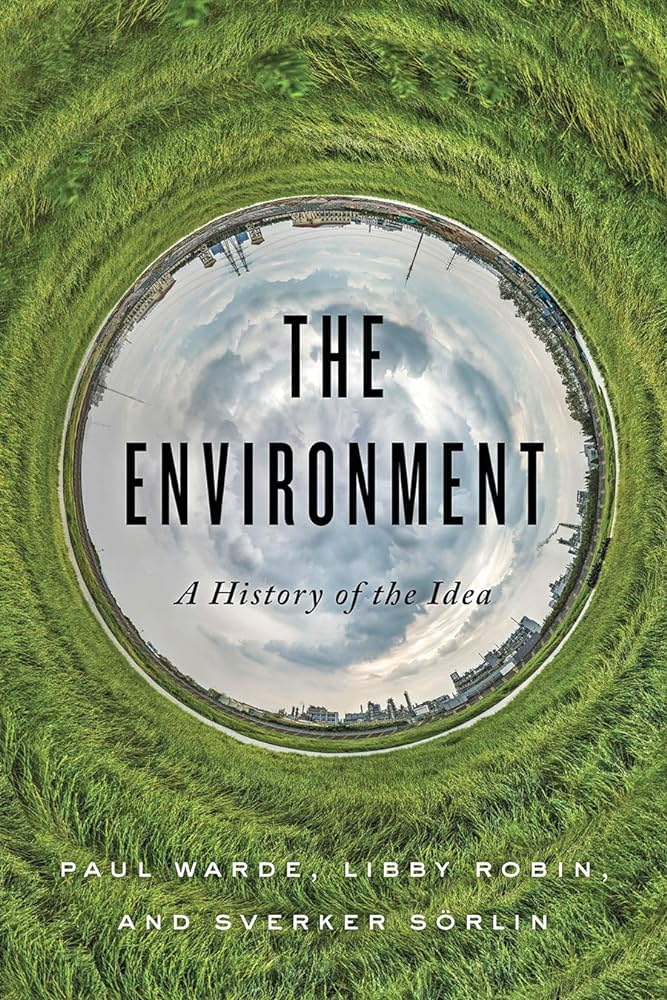 THE
ENVIRONMENT
A History of the Idea
PAUL WARDE, LIBBY ROBIN,
AND SVERKER SÖRLIN